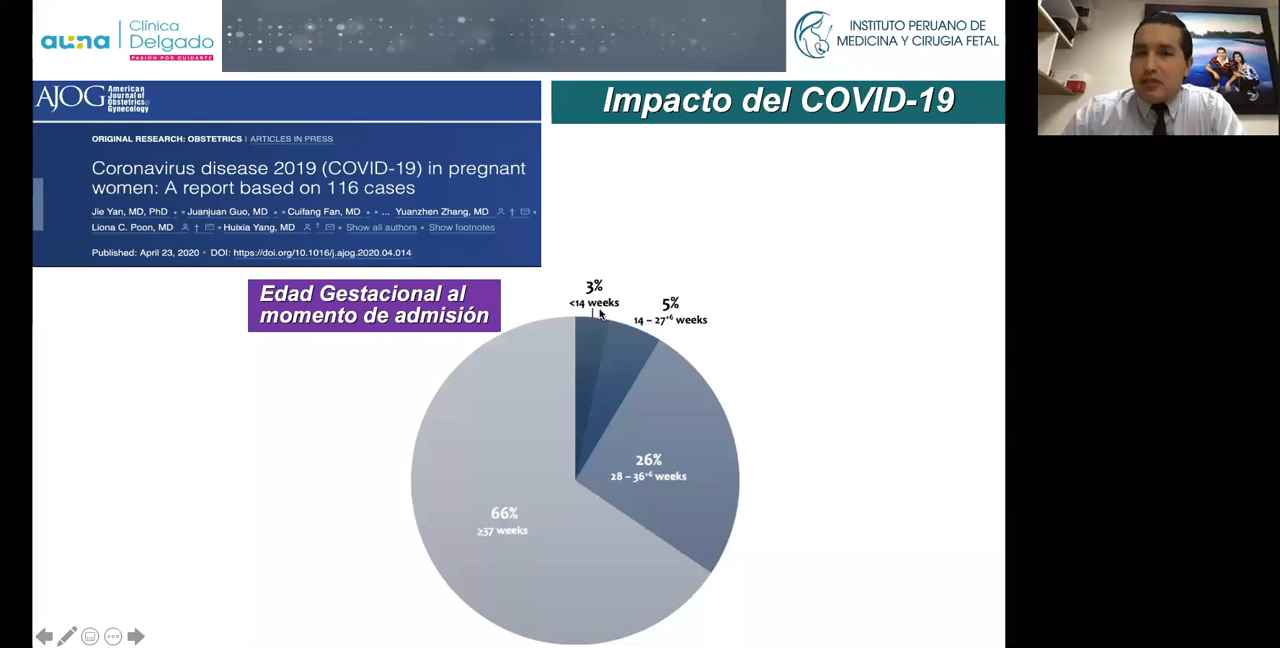 auna
Clínica
Delgado
PASIÓN POR CUIDARTE
INSTITUTO PERUANO DE
MEDICINA Y CIRUGIA FETAL
AJOG
American
Journal of
Obstetrics&
Gynecology
Impacto del COVID-19
ORIGINAL RESEARCH: OBSTETRICS | ARTICLES IN PRESS
Coronavirus disease 2019 (COVID-19) in pregnant
women: A report based on 116 cases
Jie Yan, MD, PhD • Juanjuan Guo, MD • Cuifang Fan, MD • • ... Yuanzhen Zhang, MD † •
Liona C. Poon, MD † • Huixia Yang, MD † • Show all authors • Show footnotes
Published: April 23, 2020 • DOI: https://doi.org/10.1016/j.ajog.2020.04.014
Edad Gestacional al
momento de admisión
3%
<14 weeks
5%
14 – 27⁺⁶ weeks
26%
28 – 36⁺⁶ weeks
66%
≥37 weeks